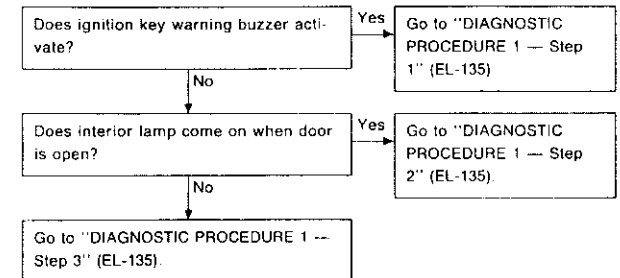 Does ignition key warning buzzer acti-
vate?
Yes
Go to "DIAGNOSTIC
PROCEDURE 1 — Step
1" (EL-135)
No
Does interior lamp come on when door
is open?
Yes
Go to "DIAGNOSTIC
PROCEDURE 1 — Step
2" (EL-135).
No
Go to "DIAGNOSTIC PROCEDURE 1 —
Step 3" (EL-135).